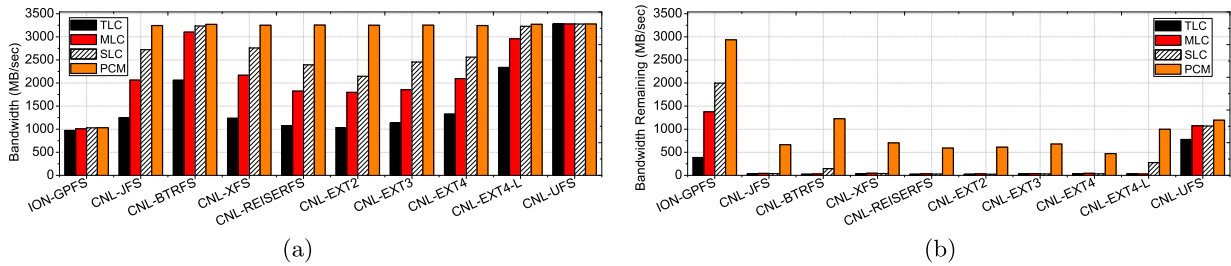 3500
3000
2500
2000
1500
1000
500
0
Bandwidth (MB/sec)
TLC
MLC
SLC
PCM
ION-GPFS
CNL-JFS
CNL-BTRFS
CNL-XFS
CNL-REISERFS
CNL-EXT2
CNL-EXT3
CNL-EXT4
CNL-EXT4-L
CNL-UFS
(a)
3500
3000
2500
2000
1500
1000
500
0
Bandwidth Remaining (MB/sec)
TLC
MLC
SLC
PCM
ION-GPFS
CNL-JFS
CNL-BTRFS
CNL-XFS
CNL-REISERFS
CNL-EXT2
CNL-EXT3
CNL-EXT4
CNL-EXT4-L
CNL-UFS
(b)